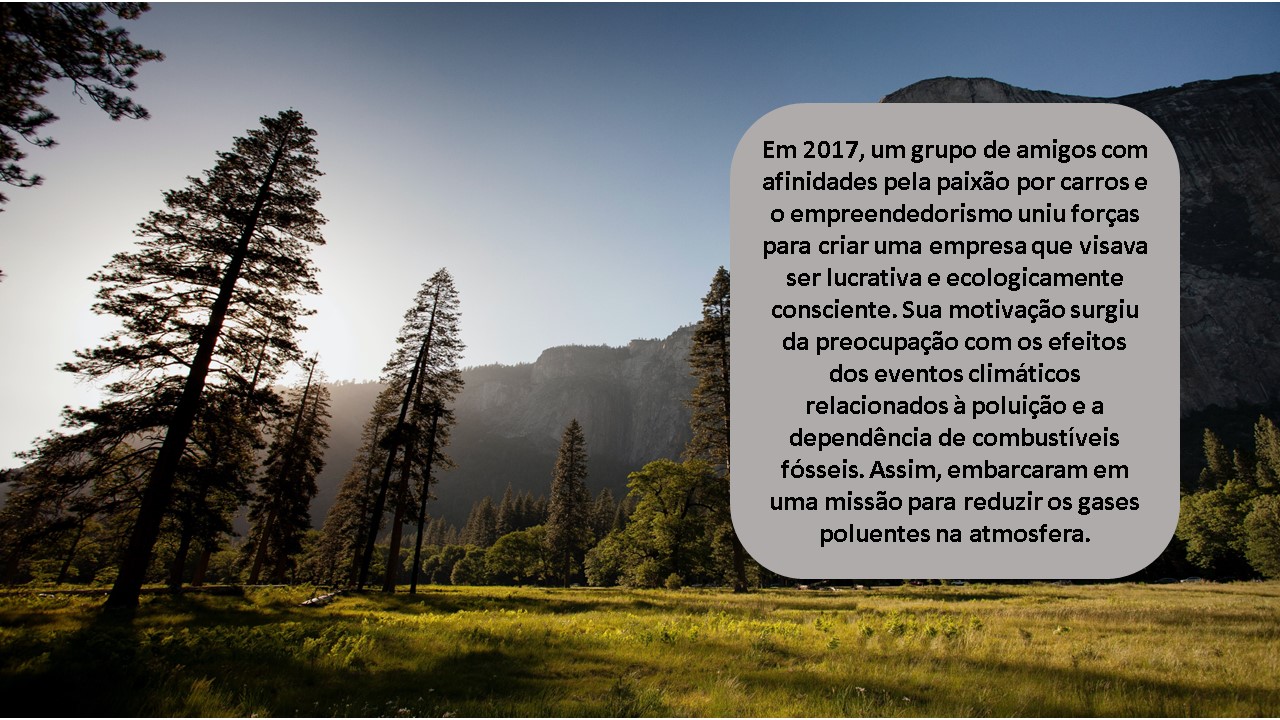 Em 2017, um grupo de amigos com
afinidades pela paixão por carros e
o empreendedorismo uniu forças
para criar uma empresa que visava
ser lucrativa e ecologicamente
consciente. Sua motivação surgiu
da preocupação com os efeitos
dos eventos climáticos
relacionados à poluição e a
dependência de combustíveis
fósseis. Assim, embarcaram em
uma missão para reduzir os gases
poluentes na atmosfera.